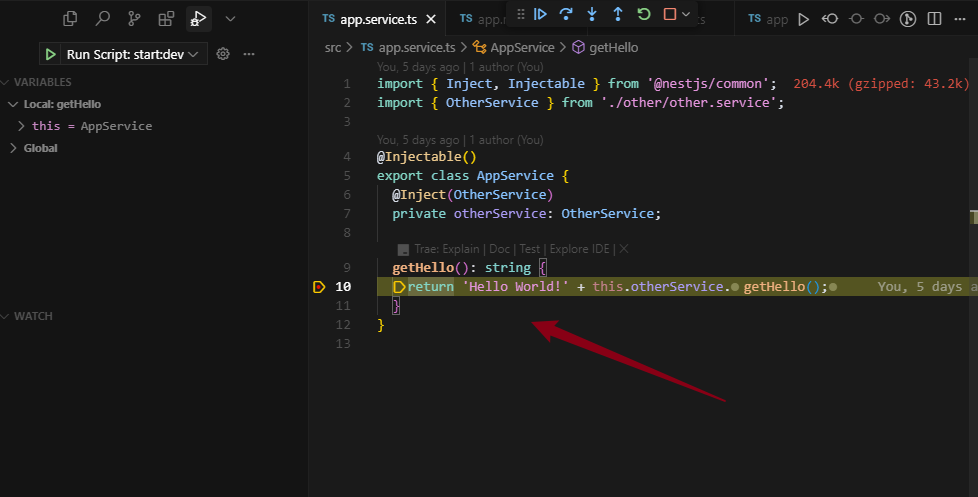 TS app.service.ts
TS app.
ts
TS app
Run Script: start:dev
src > TS app.service.ts > AppService > getHello
VARIABLES
Local: getHello
this = AppService
Global
WATCH
You, 5 days ago | 1 author (You)
1 import { Inject, Injectable } from '@nestjs/common'; 204.4k (gzipped: 43.2k)
2 import { OtherService } from './other/other.service';
3
You, 5 days ago | 1 author (You)
4 @Injectable()
5 export class AppService {
6 @Inject(OtherService)
7 private otherService: OtherService;
8
Trae: Explain | Doc | Test | Explore IDE | X
9 getHello(): string {
10 return 'Hello World!' + this.otherService.getHello(); You, 5 days a
11 }
12 }
13